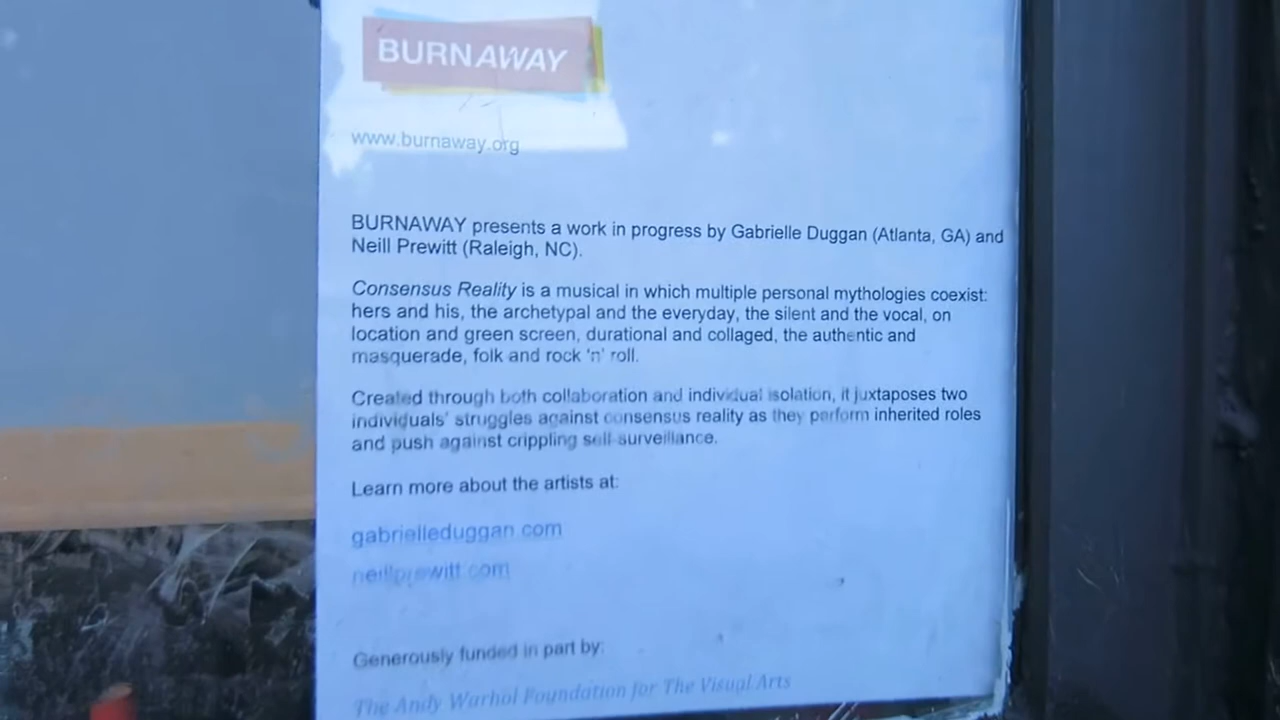 BURNAWAY
www.burnaway.org
BURNAWAY presents a work in progress by Gabrielle Duggan (Atlanta, GA) and
Neill Prewitt (Raleigh, NC).
Consensus Reality is a musical in which multiple personal mythologies coexist:
hers and his, the archetypal and the everyday, the silent and the vocal, on
location and green screen, durational and collaged, the authentic and
masquerade, folk and rock 'n' roll.
Created through both collaboration and individual isolation, it juxtaposes two
individuals' struggles against consensus reality as they perform inherited roles
and push against crippling self-surveillance.
Learn more about the artists at:
gabrielleduggan.com
neillprewitt.com
Generously funded in part by:
The Andy Warhol Foundation for The Visual Arts